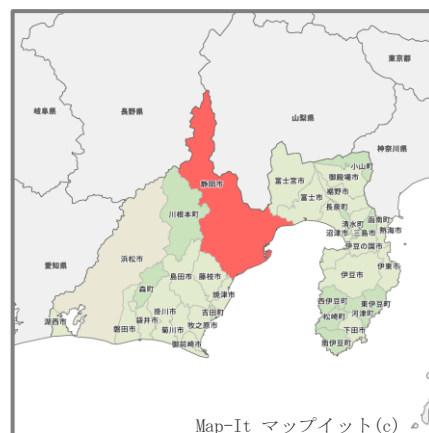 東京都
岐阜県
長野県
山梨県
神奈川県
小山町
静岡市
富士宮市
御殿場市
裾野市
富士市
長泉町
川根本町
清水町
函南町
沼津市
三島市
熱海市
伊豆の国市
浜松市
愛知県
伊東市
島田市
藤枝市
伊豆市
森町
焼津市
西伊豆町
東伊豆町
掛川市
吉田町
河津町
湖西市
袋井市
牧之原市
松崎町
磐田市
菊川市
下田市
御前崎市
南伊豆町
Map-It マップイット(c)